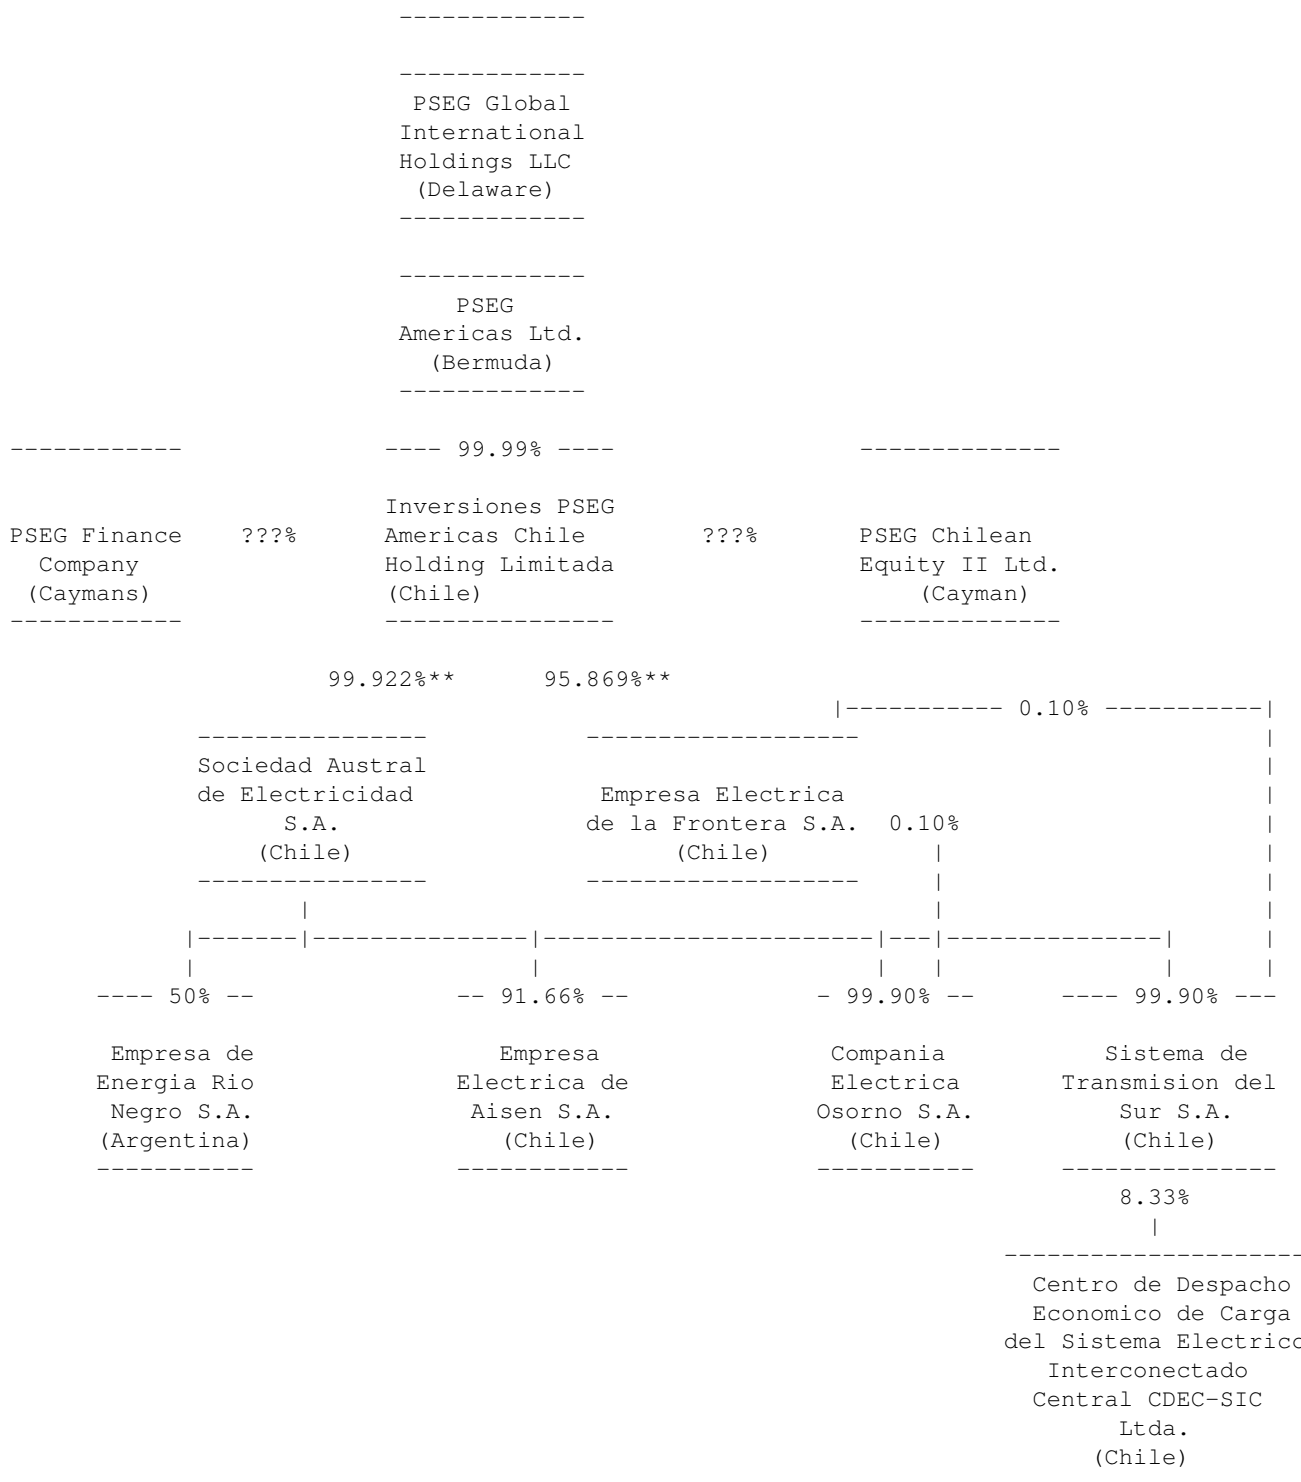 -------------
-------------
PSEG Global
International
Holdings LLC
(Delaware)
-------------
-------------
PSEG
Americas Ltd.
(Bermuda)
-------------
------------ ---- 99.99% ---- --------------
Inversiones PSEG
PSEG Finance ???% Americas Chile ???% PSEG Chilean
Company Holding Limitada Equity II Ltd.
(Caymans) (Chile) (Cayman)
------------ ---------------- --------------
99.922%** 95.869%**
|----------- 0.10% -----------|
---------------- ------------------- |
Sociedad Austral |
de Electricidad Empresa Electrica |
S.A. de la Frontera S.A. 0.10% |
(Chile) (Chile) | |
---------------- ------------------- | |
| | |
|-------|---------------|-----------------------|---|---------------| |
| | | | | |
---- 50% -- -- 91.66% -- - 99.90% -- ---- 99.90% ---
Empresa de Empresa Compania Sistema de
Energia Rio Electrica de Electrica Transmision del
Negro S.A. Aisen S.A. Osorno S.A. Sur S.A.
(Argentina) (Chile) (Chile) (Chile)
----------- ------------ ----------- ---------------
8.33%
|
---------------------
Centro de Despacho
Economico de Carga
del Sistema Electrico
Interconectado
Central CDEC-SIC
Ltda.
(Chile)